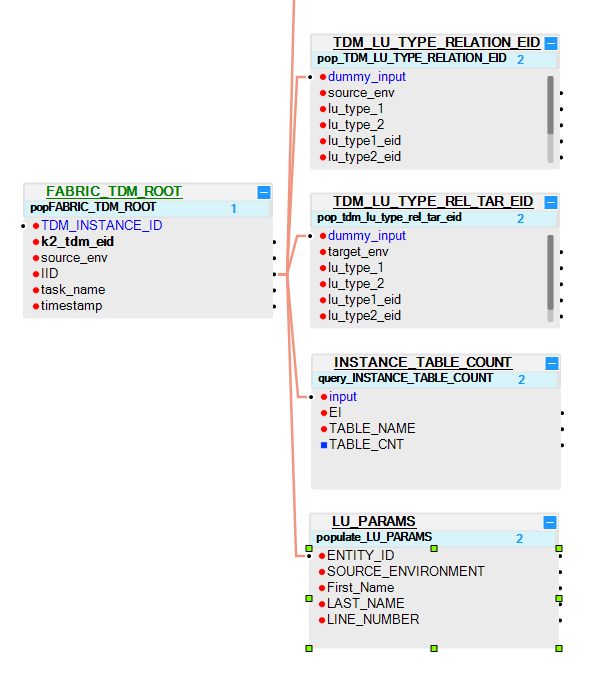 TDM_LU_TYPE_RELATION_EID
pop_TDM_LU_TYPE_RELATION_EID 2
dummy_input
source_env
lu_type_1
lu_type_2
lu_type1_eid
lu_type2_eid
FABRIC_TDM_ROOT
popFABRIC_TDM_ROOT 1
TDM_INSTANCE_ID
k2_tdm_eid
source_env
IID
task_name
timestamp
TDM_LU_TYPE_REL_TAR_EID
pop_tdm_lu_type_rel_tar_eid 2
dummy_input
target_env
lu_type_1
lu_type_2
lu_type1_eid
lu_type2_eid
INSTANCE_TABLE_COUNT
query_INSTANCE_TABLE_COUNT 2
input
EI
TABLE_NAME
TABLE_CNT
LU_PARAMS
populate_LU_PARAMS 2
ENTITY_ID
SOURCE_ENVIRONMENT
First_Name
LAST_NAME
LINE_NUMBER